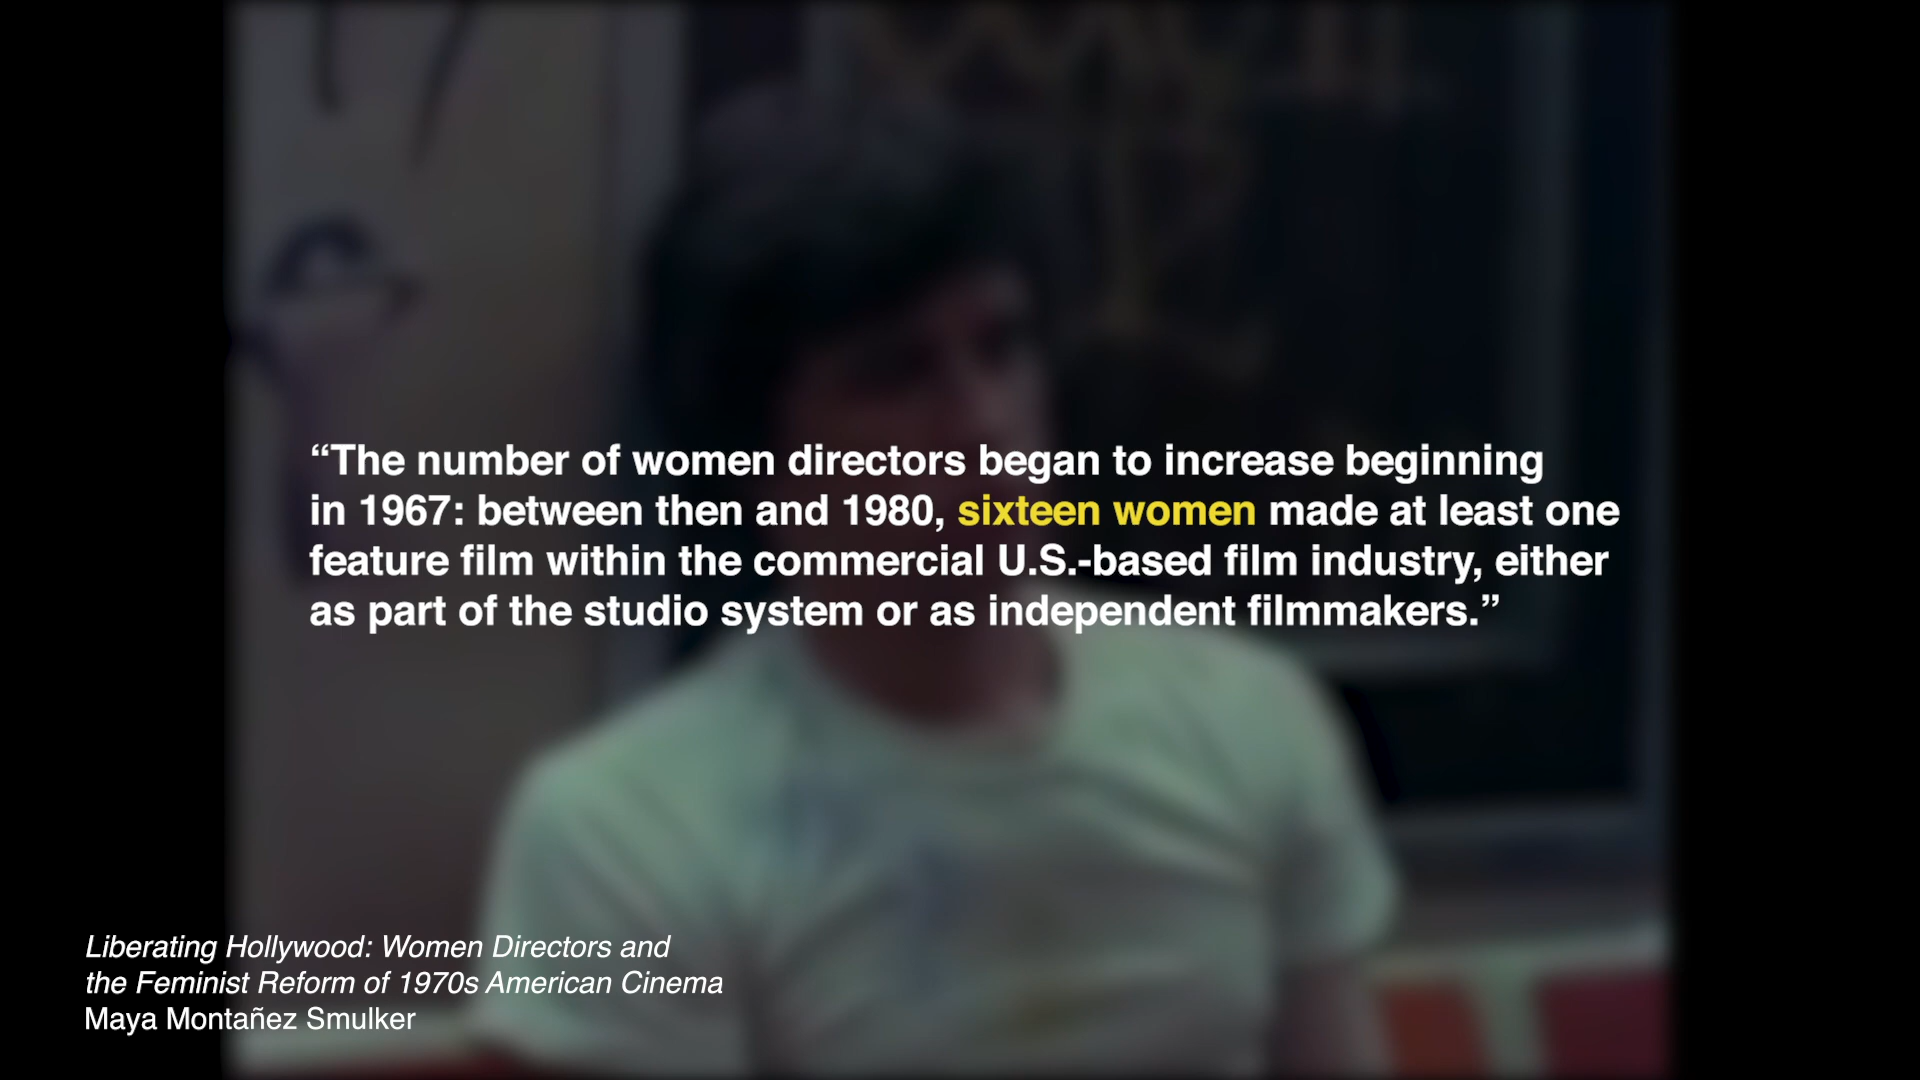 “The number of women directors began to increase beginning
in 1967: between then and 1980, sixteen women made at least one
feature film within the commercial U.S.-based film industry, either
as part of the studio system or as independent filmmakers.”
Liberating Hollywood: Women Directors and
the Feminist Reform of 1970s American Cinema
Maya Montañez Smulker